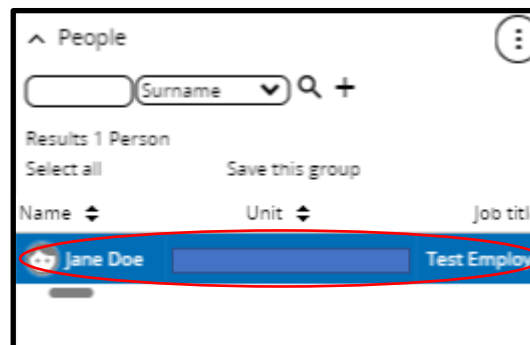 People
Surname
Results 1 Person
Select all Save this group
Name Unit Job titl
Jane Doe Test Employ